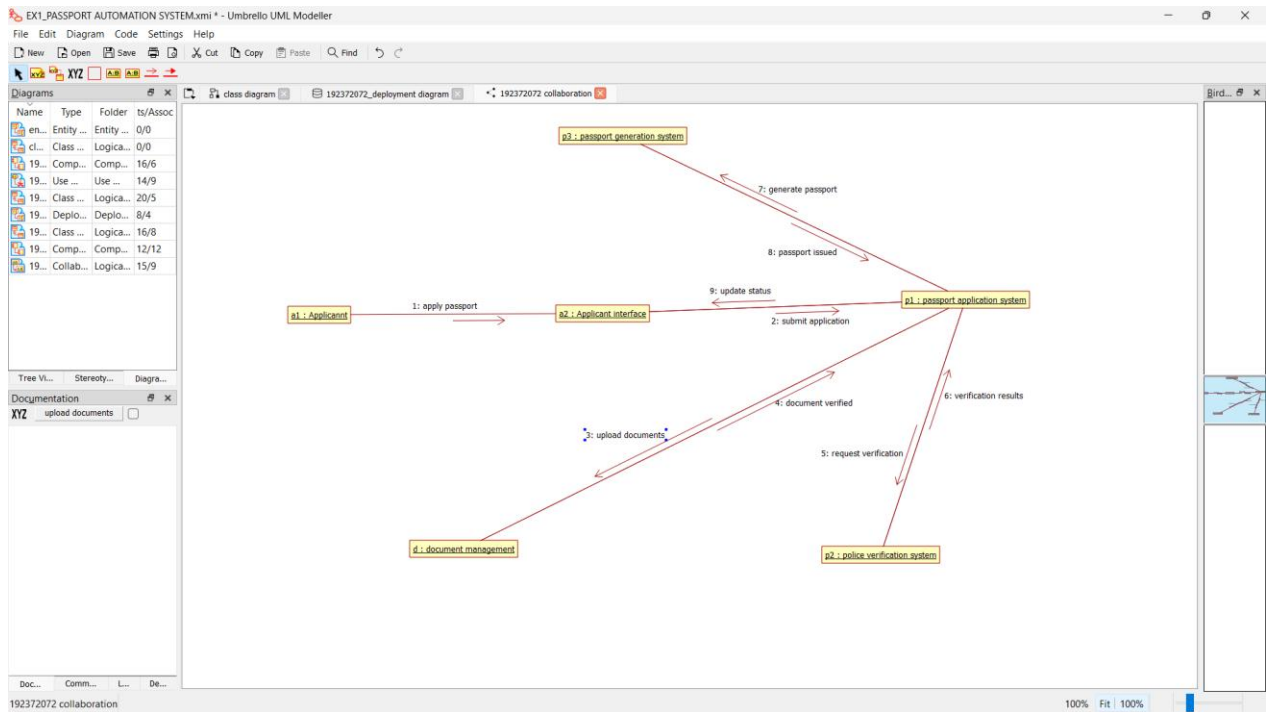 EX1_PASSPORT AUTOMATION SYSTEM.xmi * - Umbrello UML Modeller
File Edit Diagram Code Settings Help
New Open Save Cut Copy Paste Find
XYZ XYZ A:B A:B
Diagrams
class diagram 192372072_deployment diagram 192372072 collaboration
Bird...
Name Type Folder ts/Assoc
en... Entity ... Entity ... 0/0
cl... Class ... Logica... 0/0
19... Comp... Comp... 16/6
19... Use ... Use ... 14/9
19... Class ... Logica... 20/5
19... Deplo... Deplo... 8/4
19... Class ... Logica... 16/8
19... Comp... Comp... 12/12
19... Collab... Logica... 15/9
Tree Vi... Stereoty... Diagra...
Documentation
XYZ upload documents
Doc... Comm... L... De...
p3 : passport generation system
7: generate passport
8: passport issued
9: update status
p1 : passport application system
1: apply passport
a1 : Applicannt
a2 : Applicant interface
2: submit application
6: verification results
4: document verified
3: upload documents
5: request verification
d : document management
p2 : police verification system
192372072 collaboration
100% Fit 100%